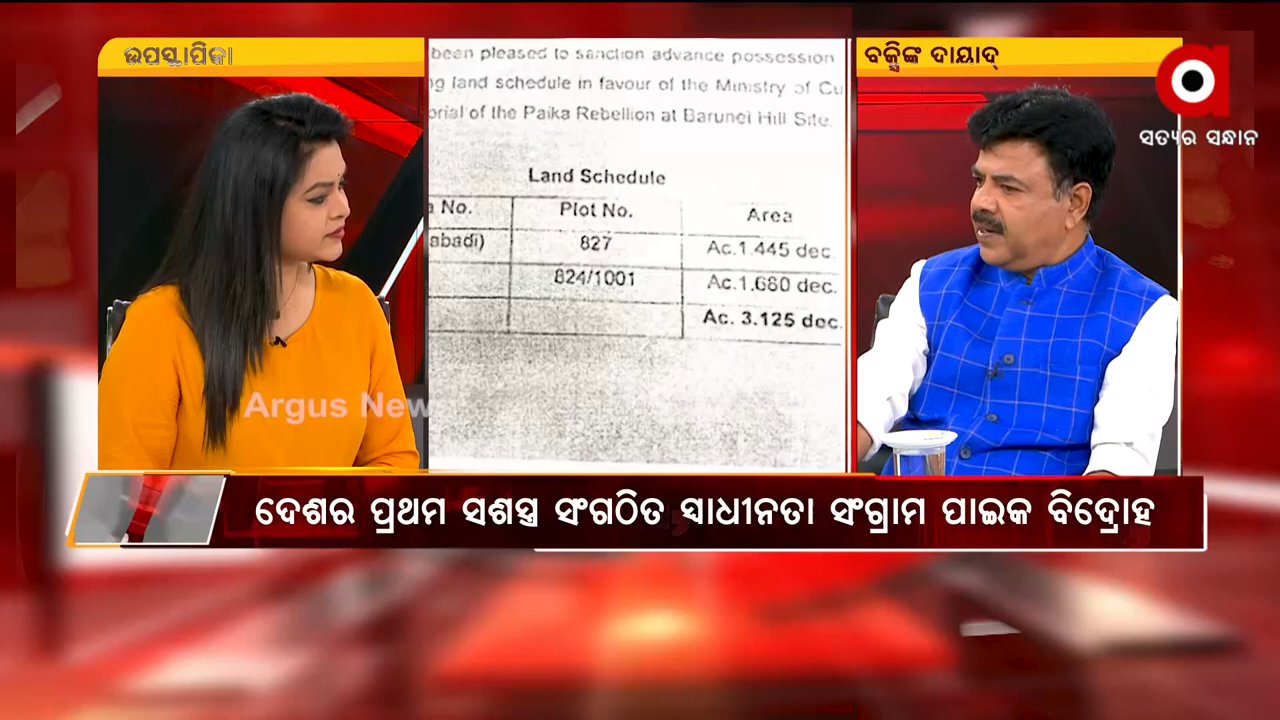 ଉପସ୍ଥାପିକା
been pleased to sanction advance possession
land schedule in favour of the Ministry of Cu
of the Paika Rebellion at Barunei Hill Site.
Land Schedule
No. Plot No. Area
abadi) 827 Ac.1.445 dec.
824/1001 Ac.1.680 dec.
Ac. 3.125 dec.
ବକ୍ସିଙ୍କ ଦାୟାଦ୍
ସତ୍ୟର ସନ୍ଧାନ
Argus New
ଦେଶର ପ୍ରଥମ ସଶସ୍ତ୍ର ସଂଗଠିତ ସ୍ୱାଧୀନତା ସଂଗ୍ରାମ ପାଇକ ବିଦ୍ରୋହ